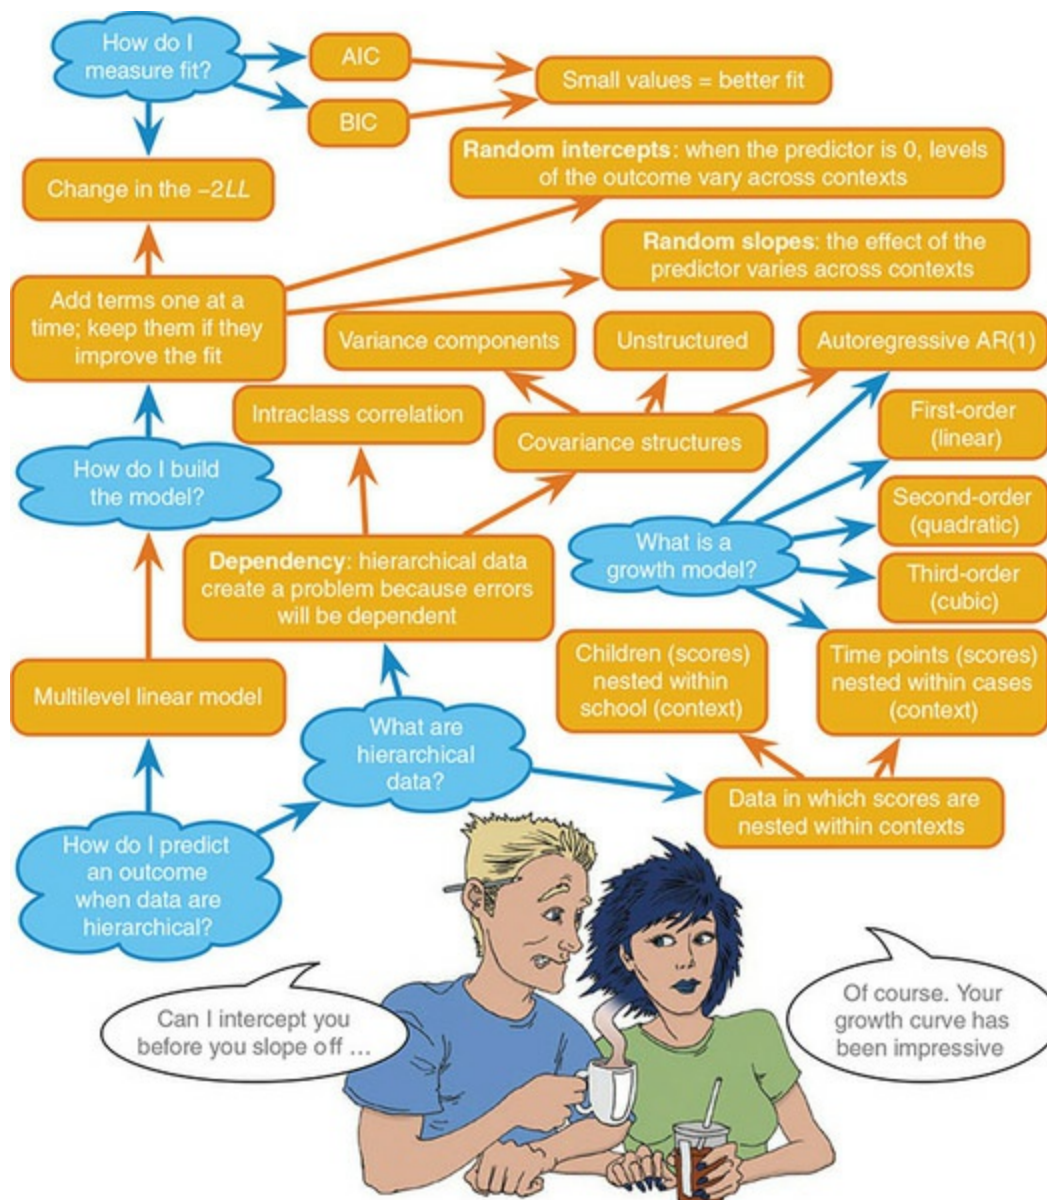 How do I
measure fit?
AIC
BIC
Small values = better fit
Change in the −2LL
Random intercepts: when the predictor is 0, levels
of the outcome vary across contexts
Random slopes: the effect of the
predictor varies across contexts
Add terms one at a
time; keep them if they
improve the fit
Variance components
Unstructured
Autoregressive AR(1)
Intraclass correlation
Covariance structures
First-order
(linear)
How do I build
the model?
Second-order
(quadratic)
What is a
growth model?
Third-order
(cubic)
Dependency: hierarchical data
create a problem because errors
will be dependent
Children (scores)
nested within
school (context)
Time points (scores)
nested within cases
(context)
Multilevel linear model
What are
hierarchical
data?
Data in which scores are
nested within contexts
How do I predict
an outcome
when data are
hierarchical?
Can I intercept you
before you slope off ...
Of course. Your
growth curve has
been impressive